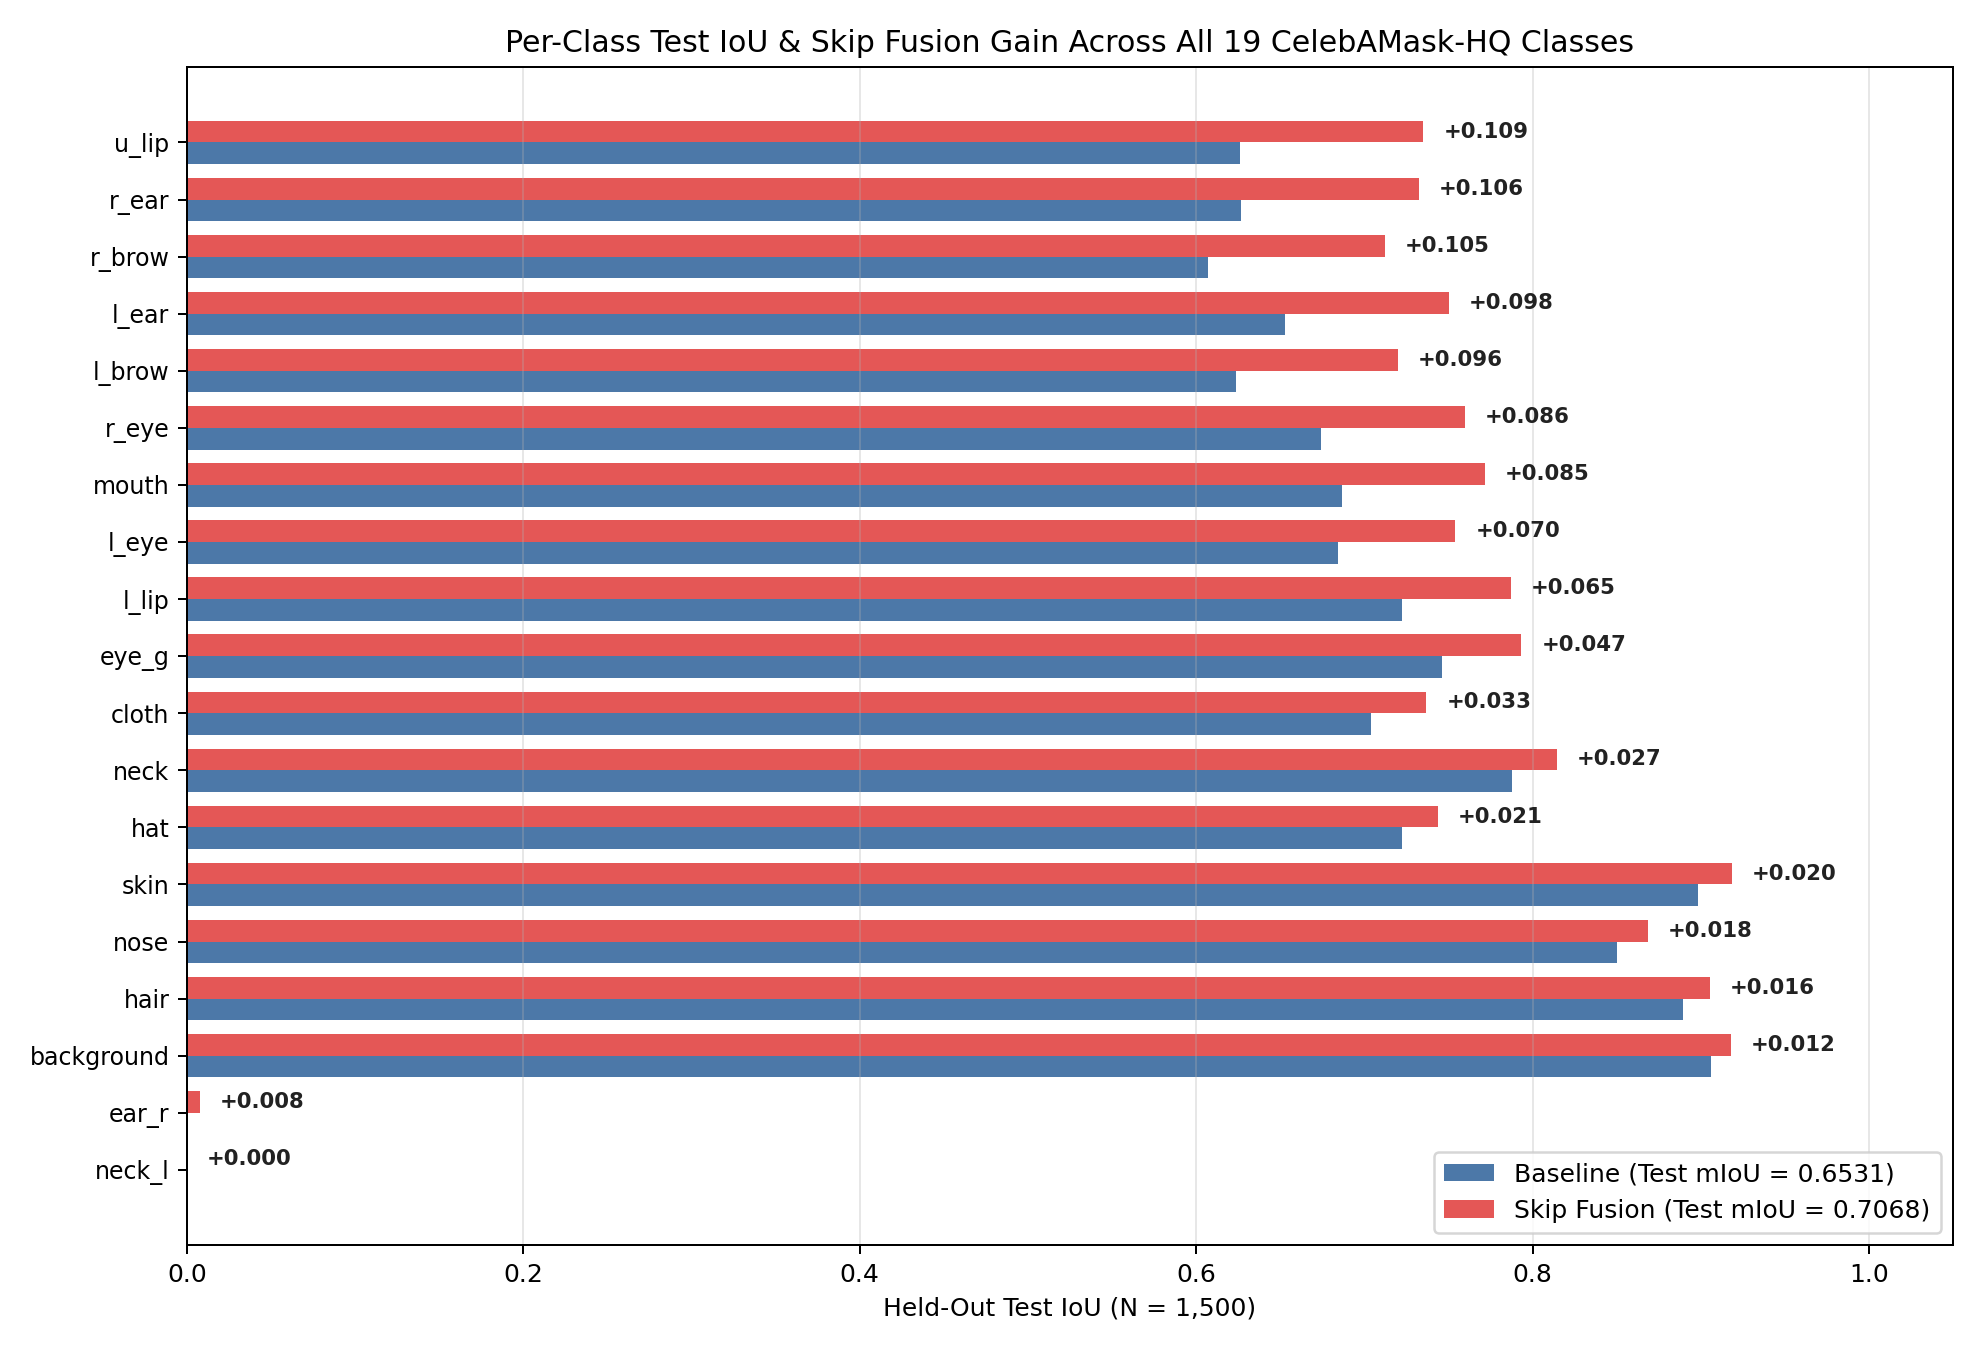 Per-Class Test IoU & Skip Fusion Gain Across All 19 CelebAMask-HQ Classes
u_lip +0.109
r_ear +0.106
r_brow +0.105
l_ear +0.098
l_brow +0.096
r_eye +0.086
mouth +0.085
l_eye +0.070
l_lip +0.065
eye_g +0.047
cloth +0.033
neck +0.027
hat +0.021
skin +0.020
nose +0.018
hair +0.016
background +0.012
ear_r +0.008
neck_l +0.000
Baseline (Test mIoU = 0.6531)
Skip Fusion (Test mIoU = 0.7068)
0.0 0.2 0.4 0.6 0.8 1.0
Held-Out Test IoU (N = 1,500)